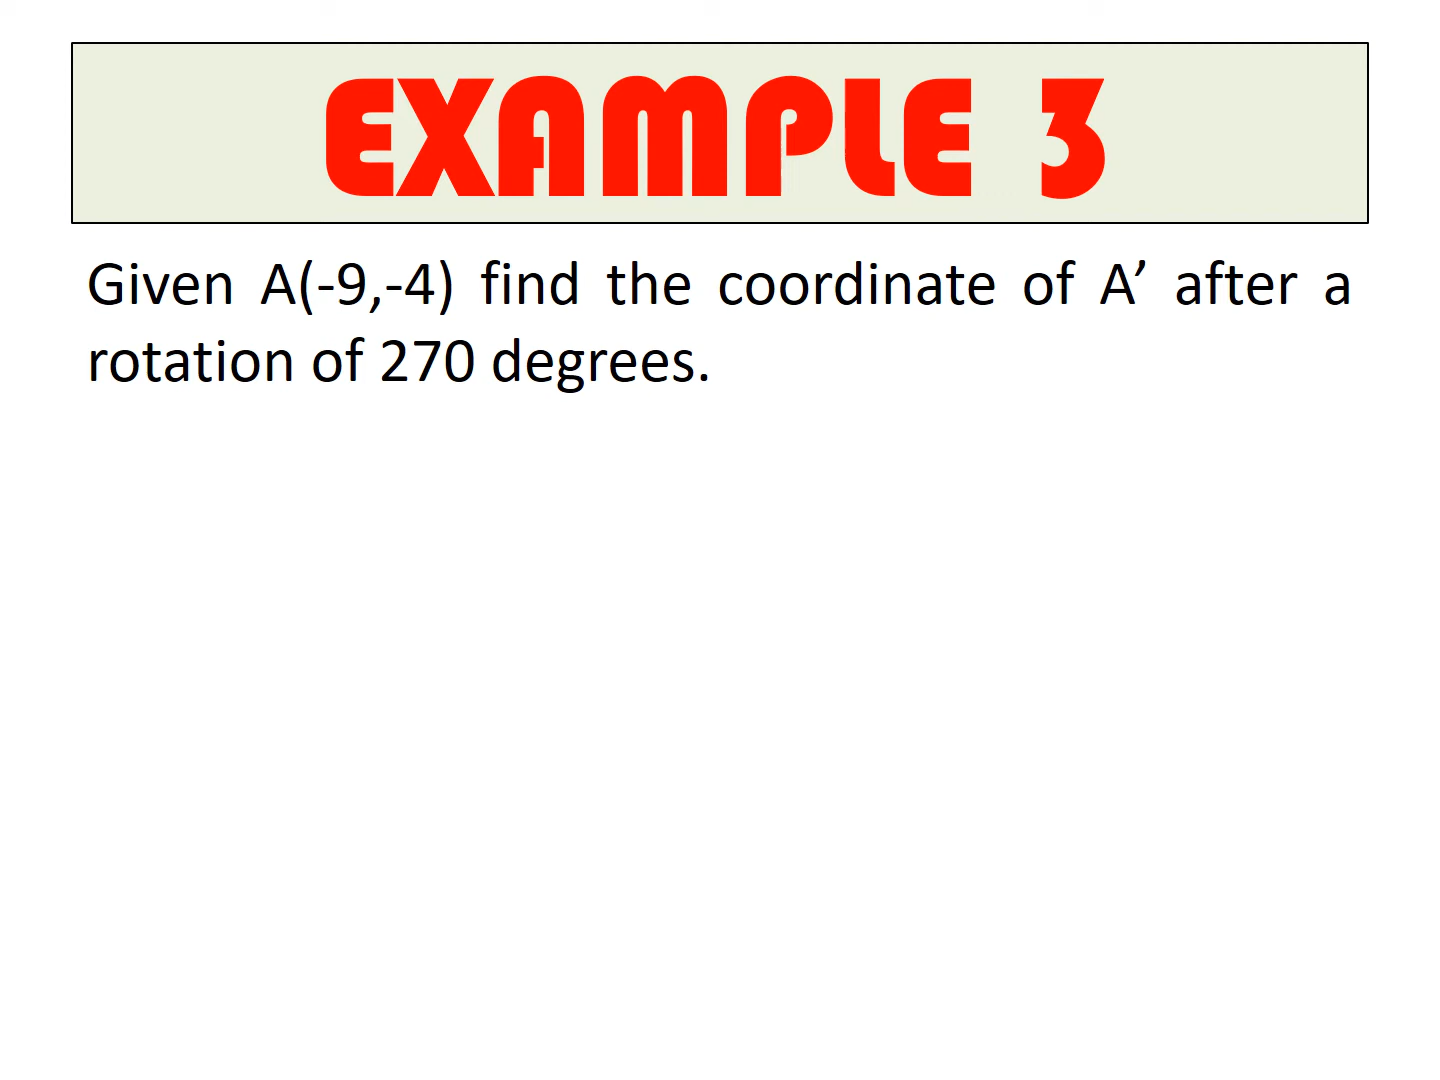 EXAMPLE 3
Given A(-9,-4) find the coordinate of A’ after a
rotation of 270 degrees.